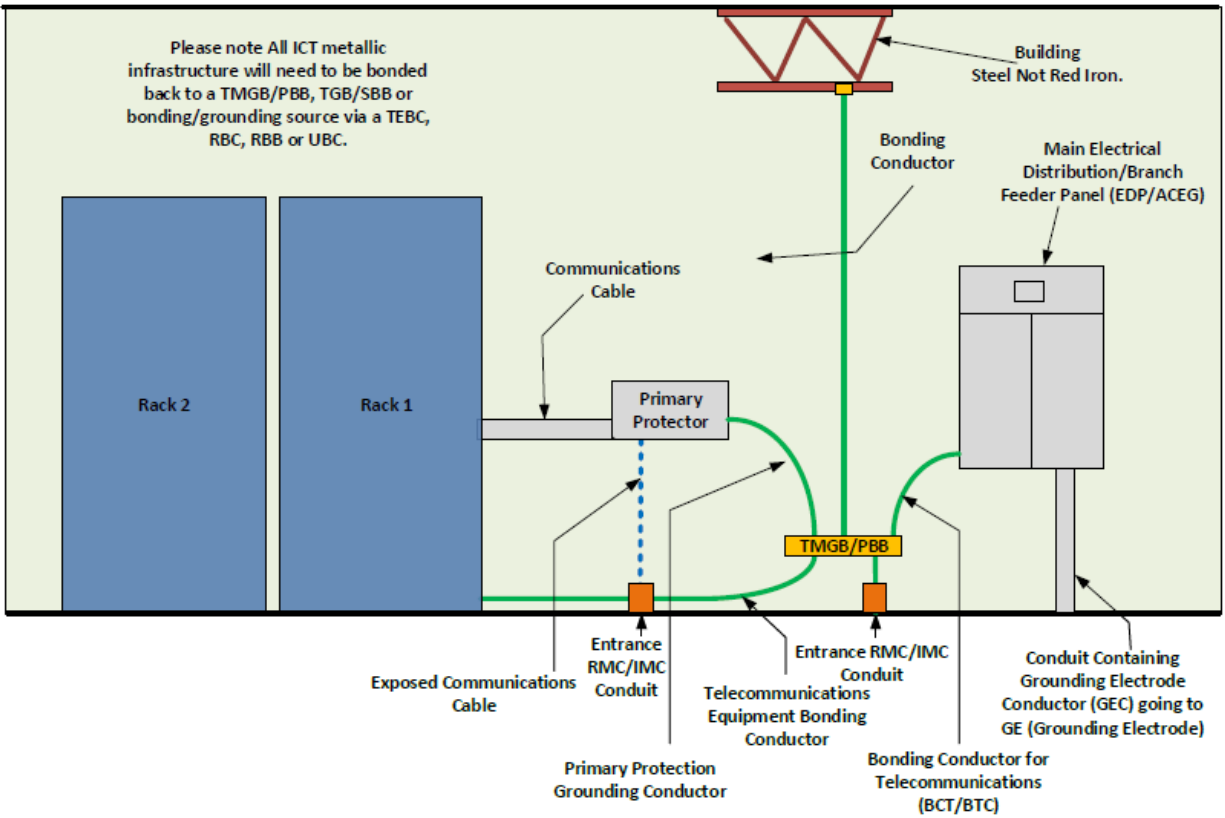 Please note All ICT metallic
infrastructure will need to be bonded
back to a TMGB/PBB, TGB/SBB or
bonding/grounding source via a TEBC,
RBC, RBB or UBC.
Building
Steel Not Red Iron.
Bonding
Conductor
Main Electrical
Distribution/Branch
Feeder Panel (EDP/ACEG)
Communications
Cable
Rack 2
Rack 1
Primary
Protector
TMGB/PBB
Entrance
RMC/IMC
Conduit
Entrance RMC/IMC
Conduit
Exposed Communications
Cable
Telecommunications
Equipment Bonding
Conductor
Conduit Containing
Grounding Electrode
Conductor (GEC) going to
GE (Grounding Electrode)
Primary Protection
Grounding Conductor
Bonding Conductor for
Telecommunications
(BCT/BTC)